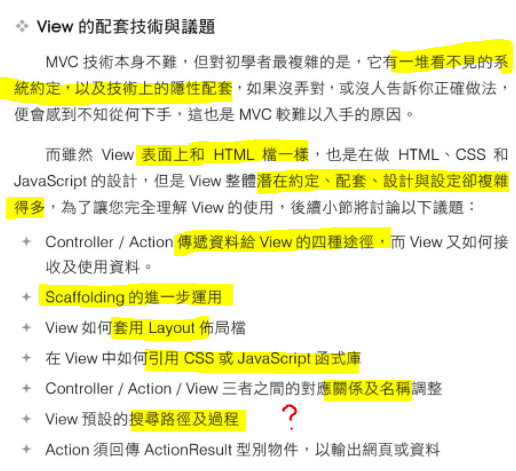 ❖ View 的配套技術與議題
MVC 技術本身不難，但對初學者最複雜的是，它有一堆看不見的系
統約定，以及技術上的隱性配套，如果沒弄對，或沒人告訴你正確做法，
便會感到不知從何下手，這也是 MVC 較難以入手的原因。
而雖然 View 表面上和 HTML 檔一樣，也是在做 HTML、CSS 和
JavaScript 的設計，但是 View 整體潛在約定、配套、設計與設定卻複雜
得多，為了讓您完全理解 View 的使用，後續小節將討論以下議題：
+ Controller / Action 傳遞資料給 View 的四種途徑，而 View 又如何接
收及使用資料。
+ Scaffolding 的進一步運用
+ View 如何套用 Layout 佈局檔
+ 在 View 中如何引用 CSS 或 JavaScript 函式庫
+ Controller / Action / View 三者之間的對應關係及名稱調整
+ View 預設的搜尋路徑及過程 ?
+ Action 須回傳 ActionResult 型別物件，以輸出網頁或資料